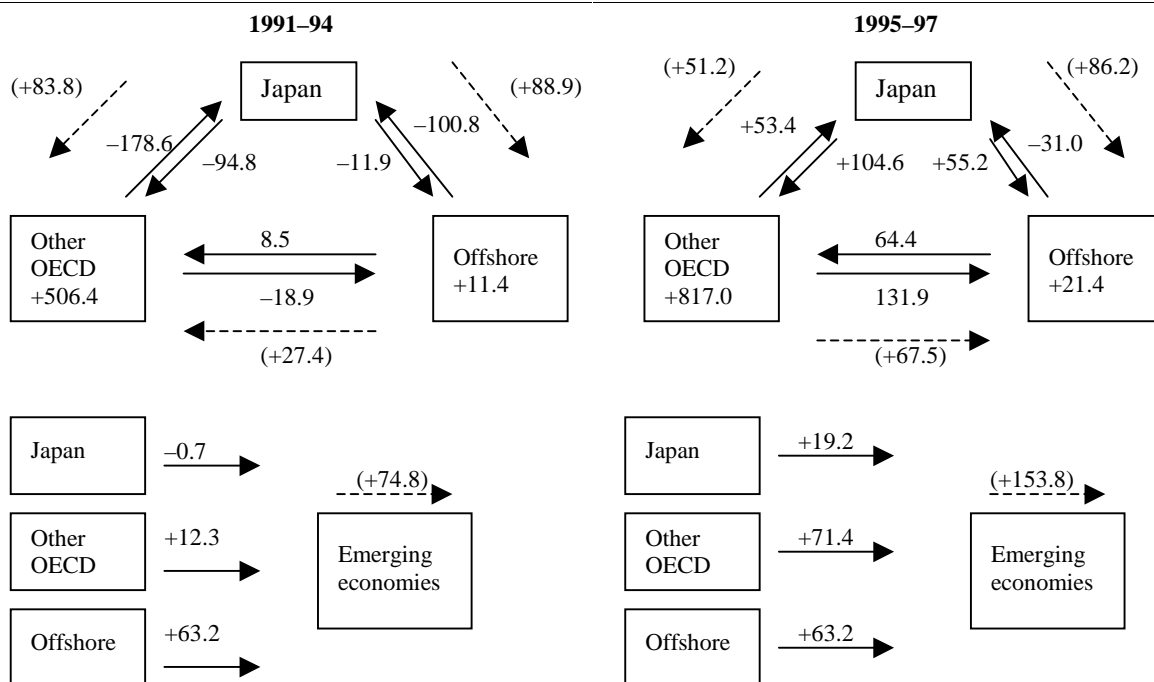 1991–94
Japan
(+83.8)
(+88.9)
–178.6
–94.8
–100.8
–11.9
Other
OECD
+506.4
8.5
–18.9
(+27.4)
Offshore
+11.4
Japan
–0.7
Other
OECD
+12.3
Offshore
+63.2
(+74.8)
Emerging
economies
1995–97
Japan
(+51.2)
(+86.2)
+53.4
+104.6
–31.0
+55.2
Other
OECD
+817.0
64.4
131.9
(+67.5)
Offshore
+21.4
Japan
+19.2
Other
OECD
+71.4
Offshore
+63.2
(+153.8)
Emerging
economies